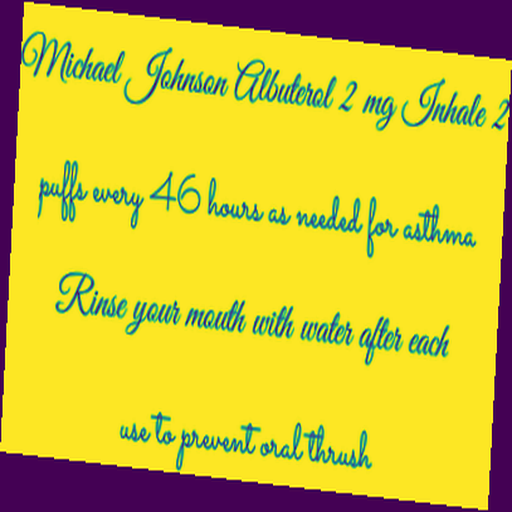 Michael Johnson Albuterol 2 mg Inhale 2
puffs every 46 hours as needed for asthma
Rinse your mouth with water after each
use to prevent oral thrush